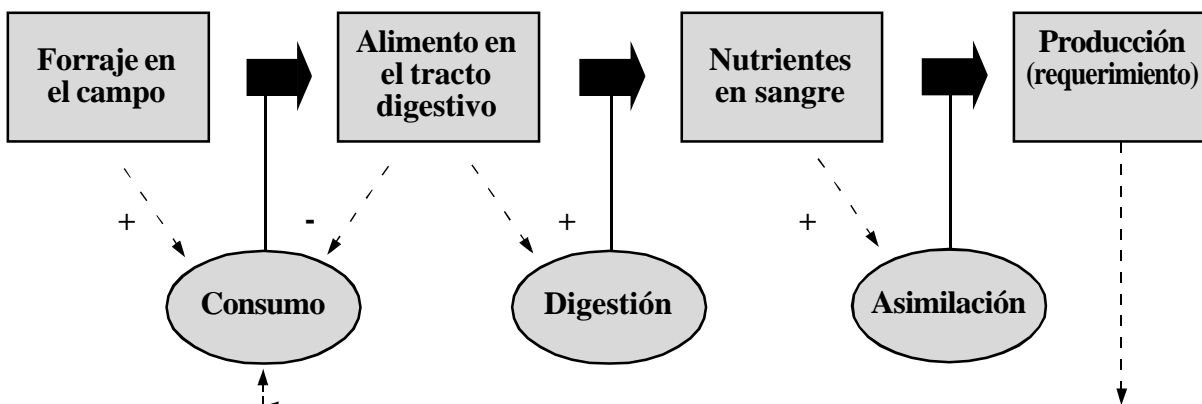 Forraje en
el campo
Alimento en
el tracto
digestivo
Nutrientes
en sangre
Producción
(requerimiento)
+
-
+
+
Consumo
Digestión
Asimilación